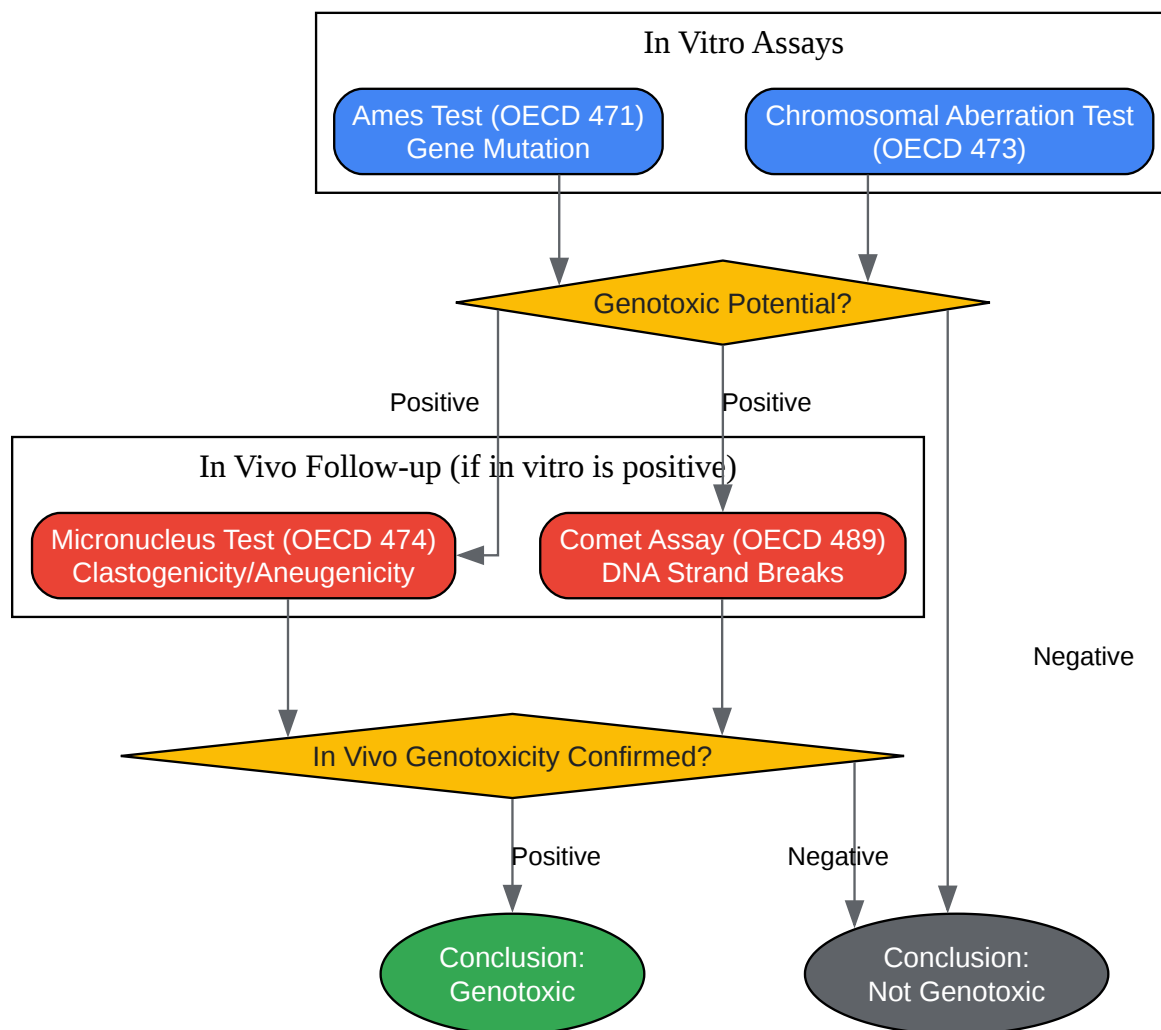 In Vitro Assays
Ames Test (OECD 471)
Gene Mutation
Chromosomal Aberration Test
(OECD 473)
Genotoxic Potential?
Positive
Positive
In Vivo Follow-up (if in vitro is positive)
Micronucleus Test (OECD 474)
Clastogenicity/Aneugenicity
Comet Assay (OECD 489)
DNA Strand Breaks
Negative
In Vivo Genotoxicity Confirmed?
Positive
Negative
Conclusion:
Genotoxic
Conclusion:
Not Genotoxic